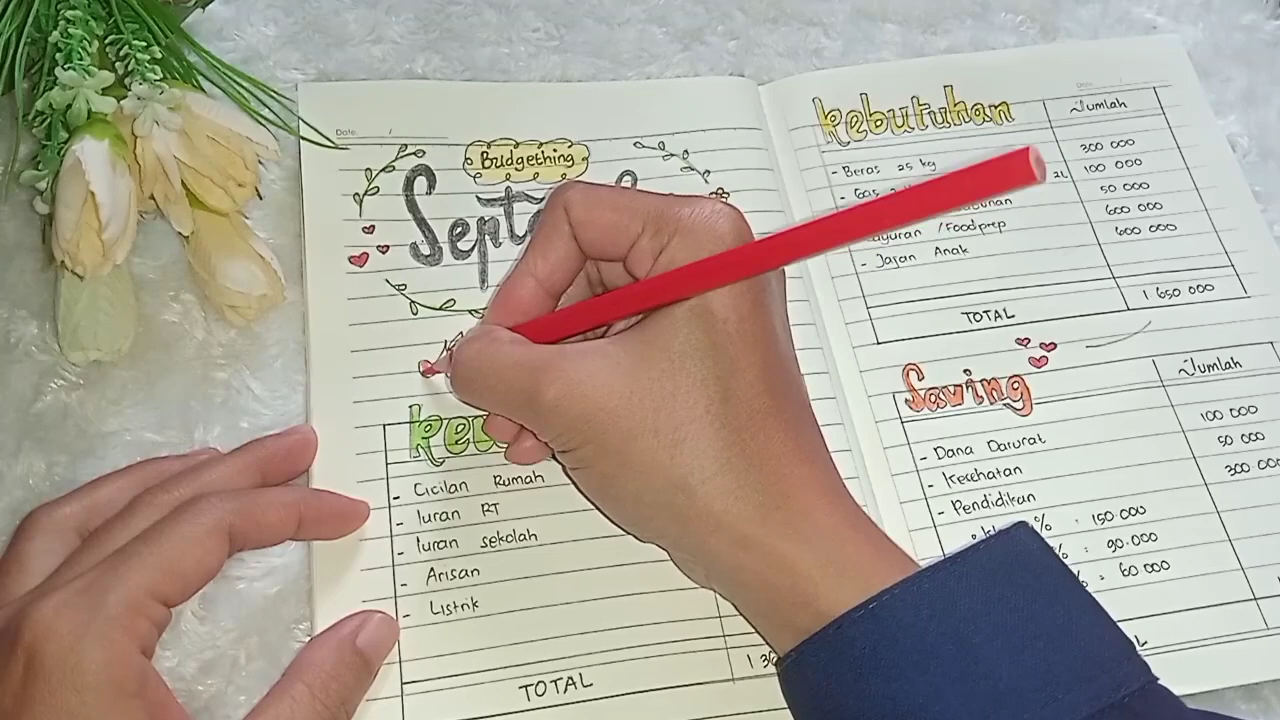 Date: /
Budgething
Sept
- Cicilan Rumah
- Iuran RT
- Iuran sekolah
- Arisan
- Listrik
TOTAL
kebutuhan
Jumlah
- Beras 25 kg 300 000
2L 100 000
50 000
/Foodprep 600 000
- Jajan Anak 600 000
TOTAL 1 650 000
Saving
Jumlah
- Dana Darurat 100 000
- Kesehatan 50 000
- Pendidikan 300.000
% : 150.000
% : 90.000
% = 60 000